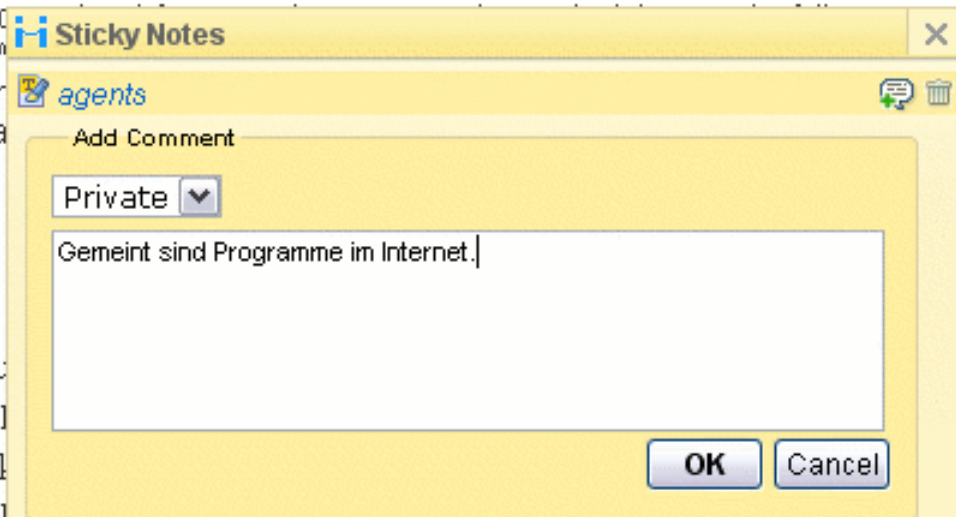 Sticky Notes
agents
Add Comment
Private
Gemeint sind Programme im Internet.
OK Cancel